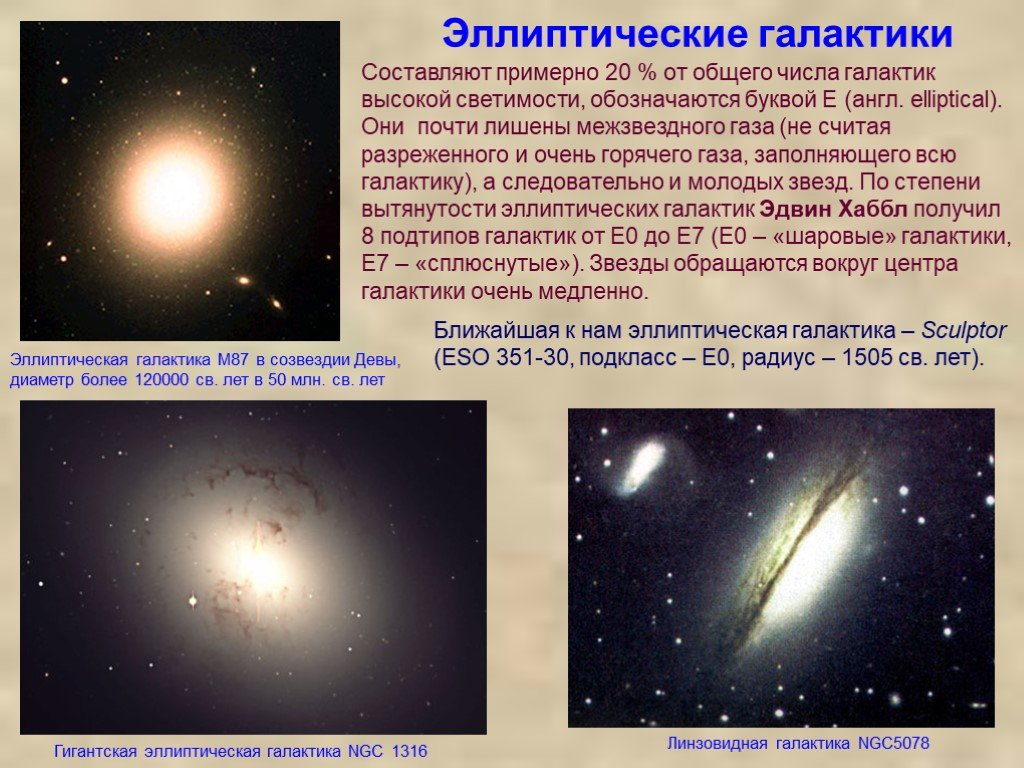 Эллиптические галактики
Составляют примерно 20 % от общего числа галактик
высокой светимости, обозначаются буквой E (англ. elliptical).
Они почти лишены межзвездного газа (не считая
разреженного и очень горячего газа, заполняющего всю
галактику), а следовательно и молодых звезд. По степени
вытянутости эллиптических галактик Эдвин Хаббл получил
8 подтипов галактик от Е0 до Е7 (Е0 – «шаровые» галактики,
Е7 – «сплюснутые»). Звезды обращаются вокруг центра
галактики очень медленно.
Ближайшая к нам эллиптическая галактика – Sculptor
(ESO 351-30, подкласс – Е0, радиус – 1505 св. лет).
Эллиптическая галактика М87 в созвездии Девы,
диаметр более 120000 св. лет в 50 млн. св. лет
Гигантская эллиптическая галактика NGC 1316
Линзовидная галактика NGC5078